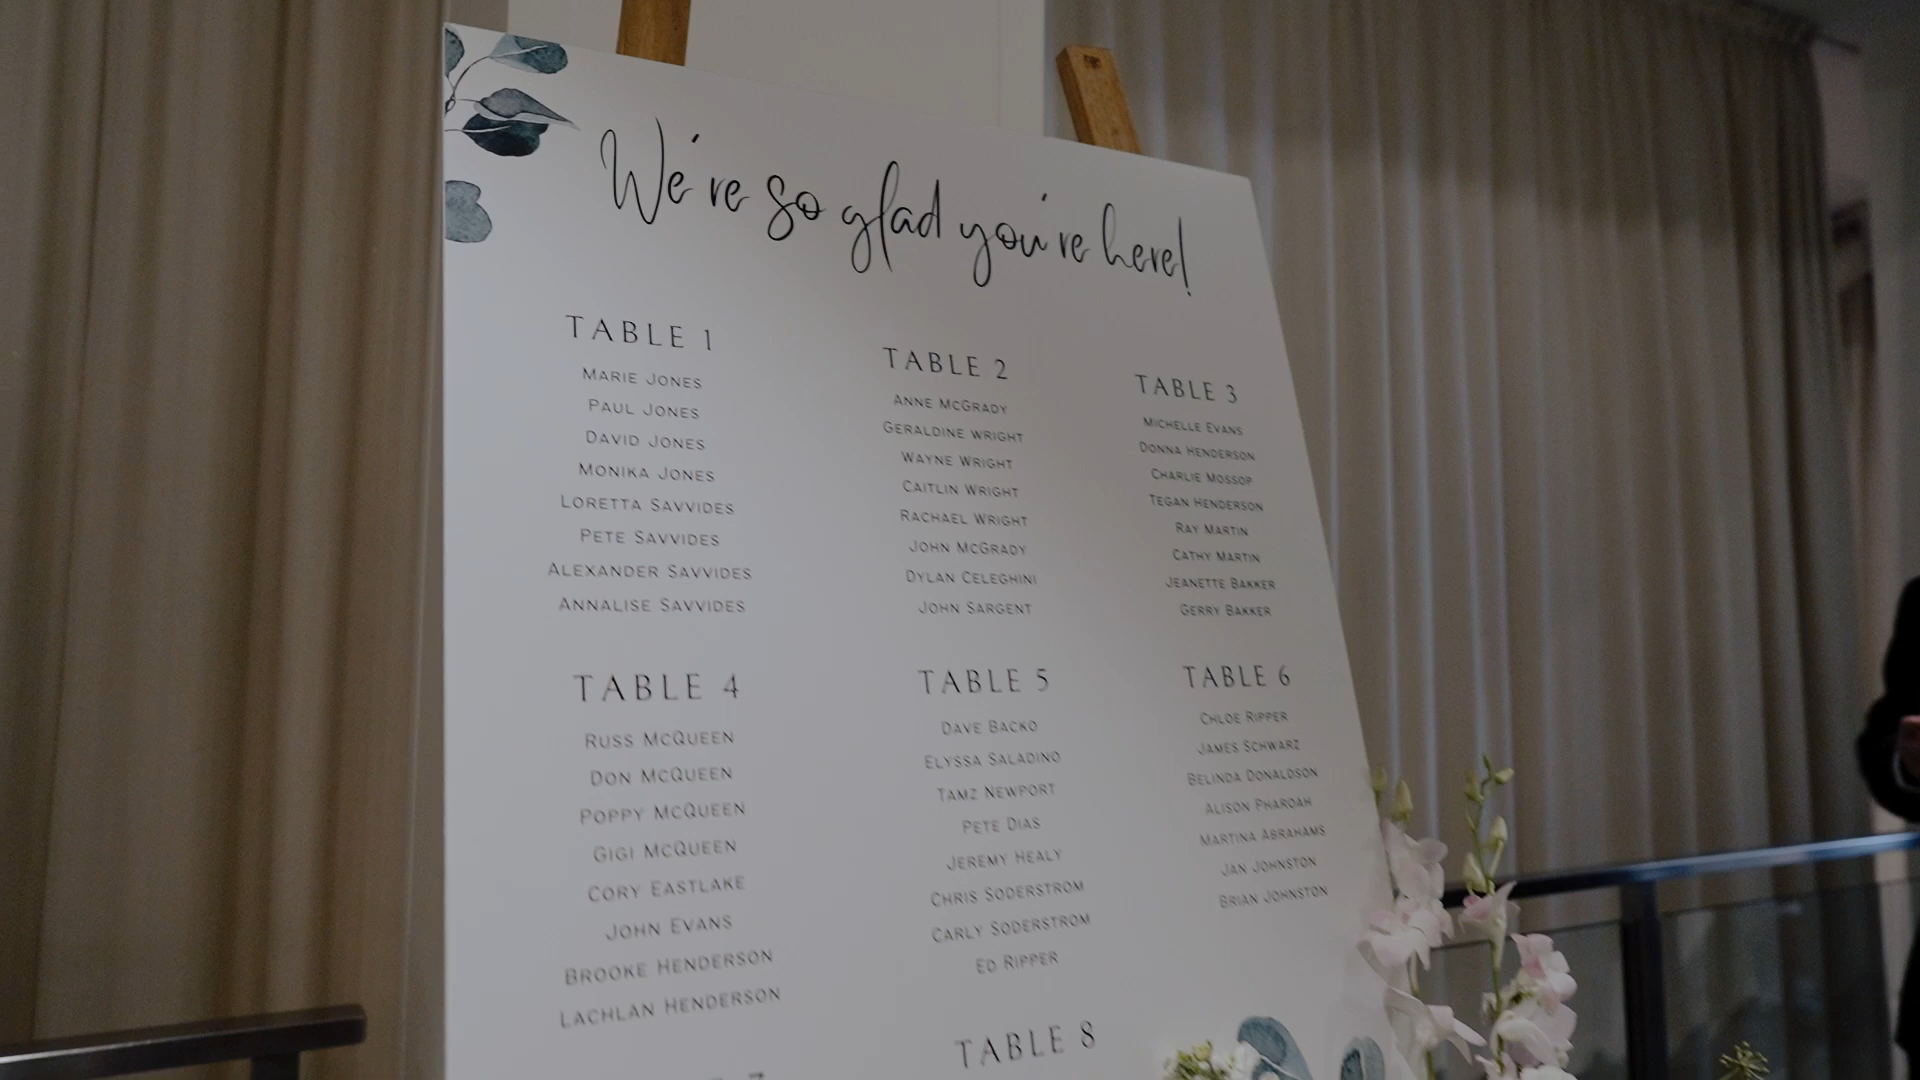 We're so glad you're here!
TABLE 1
MARIE JONES
PAUL JONES
DAVID JONES
MONIKA JONES
LORETTA SAVVIDES
PETE SAVVIDES
ALEXANDER SAVVIDES
ANNALISE SAVVIDES
TABLE 2
ANNE MCGRADY
GERALDINE WRIGHT
WAYNE WRIGHT
CAITLIN WRIGHT
RACHAEL WRIGHT
JOHN MCGRADY
DYLAN CELEGHINI
JOHN SARGENT
TABLE 3
MICHELLE EVANS
DONNA HENDERSON
CHARLIE MOSSOP
TEGAN HENDERSON
RAY MARTIN
CATHY MARTIN
JEANETTE BAKKER
GERRY BAKKER
TABLE 4
RUSS MCQUEEN
DON MCQUEEN
POPPY MCQUEEN
GIGI MCQUEEN
CORY EASTLAKE
JOHN EVANS
BROOKE HENDERSON
LACHLAN HENDERSON
TABLE 5
DAVE BACKO
ELYSSA SALADINO
TAMZ NEWPORT
PETE DIAS
JEREMY HEALY
CHRIS SODERSTROM
CARLY SODERSTROM
ED RIPPER
TABLE 6
CHLOE RIPPER
JAMES SCHWARZ
BELINDA DONALDSON
ALISON PHAROAH
MARTINA ABRAHAMS
JAN JOHNSTON
BRIAN JOHNSTON
TABLE 8